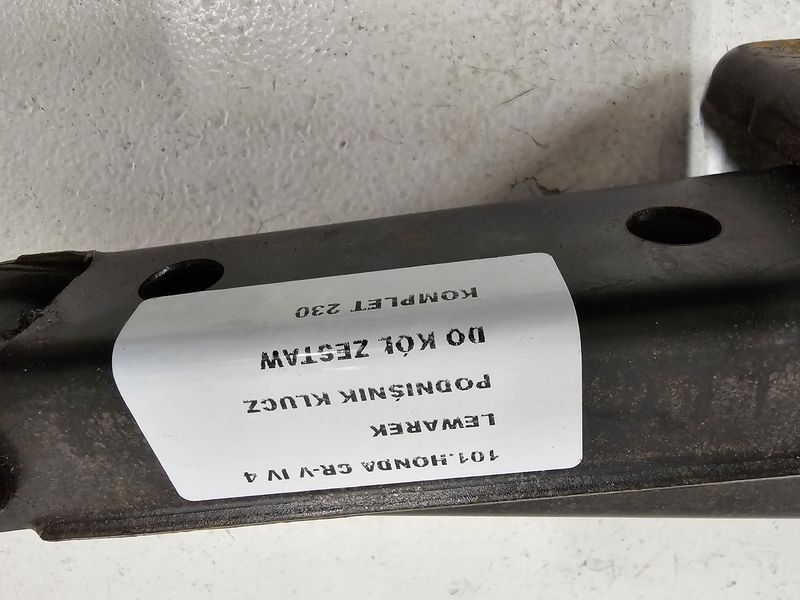 101.HONDA CR-V IV 4
LEWAREK
PODNIŚNIK KLUCZ
DO KÓŁ ZESTAW
KOMPLET 230